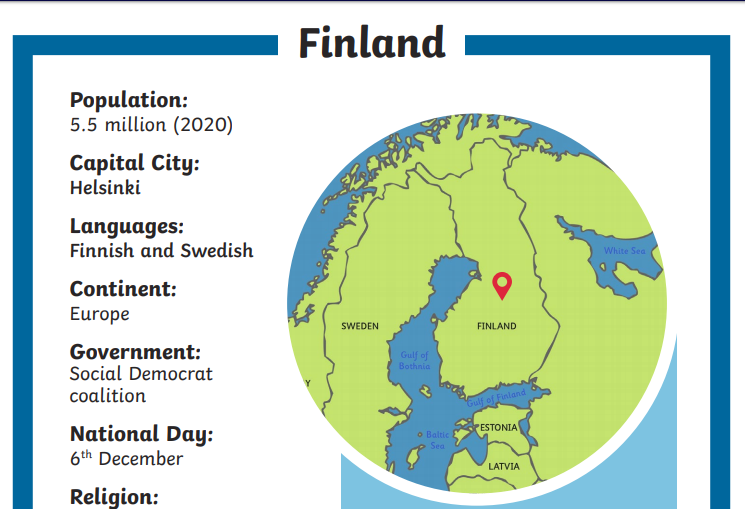 Finland
Population:
5.5 million (2020)
Capital City:
Helsinki
Languages:
Finnish and Swedish
Continent:
Europe
Government:
Social Democrat
coalition
National Day:
6th December
Religion:
White Sea
SWEDEN
FINLAND
Gulf of
Bothnia
Y
Gulf of Finland
ESTONIA
Baltic
Sea
LATVIA